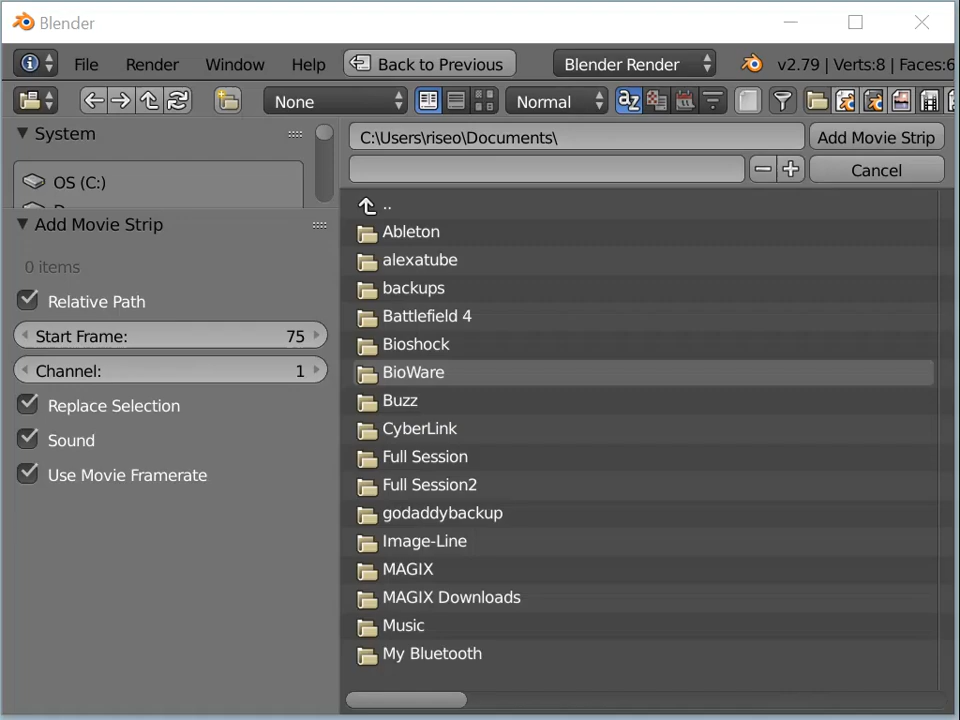 Blender
File Render Window Help Back to Previous Blender Render v2.79 | Verts:8 | Faces:6
None Normal
System
C:\Users\riseo\Documents\ Add Movie Strip
OS (C:)
Cancel
Add Movie Strip
0 items
Relative Path
Start Frame: 75
Channel: 1
Replace Selection
Sound
Use Movie Framerate
..
Ableton
alexatube
backups
Battlefield 4
Bioshock
BioWare
Buzz
CyberLink
Full Session
Full Session2
godaddybackup
Image-Line
MAGIX
MAGIX Downloads
Music
My Bluetooth